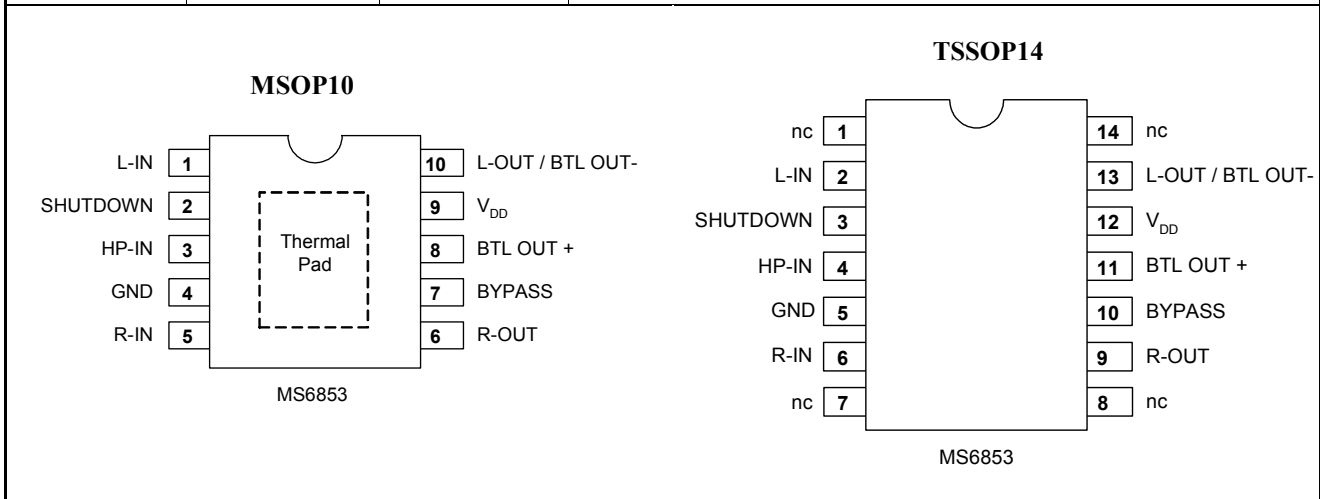 MSOP10
L-IN 1
SHUTDOWN 2
HP-IN 3
GND 4
R-IN 5
Thermal
Pad
10 L-OUT / BTL OUT-
9 VDD
8 BTL OUT +
7 BYPASS
6 R-OUT
MS6853
TSSOP14
nc 1
L-IN 2
SHUTDOWN 3
HP-IN 4
GND 5
R-IN 6
nc 7
14 nc
13 L-OUT / BTL OUT-
12 VDD
11 BTL OUT +
10 BYPASS
9 R-OUT
8 nc
MS6853